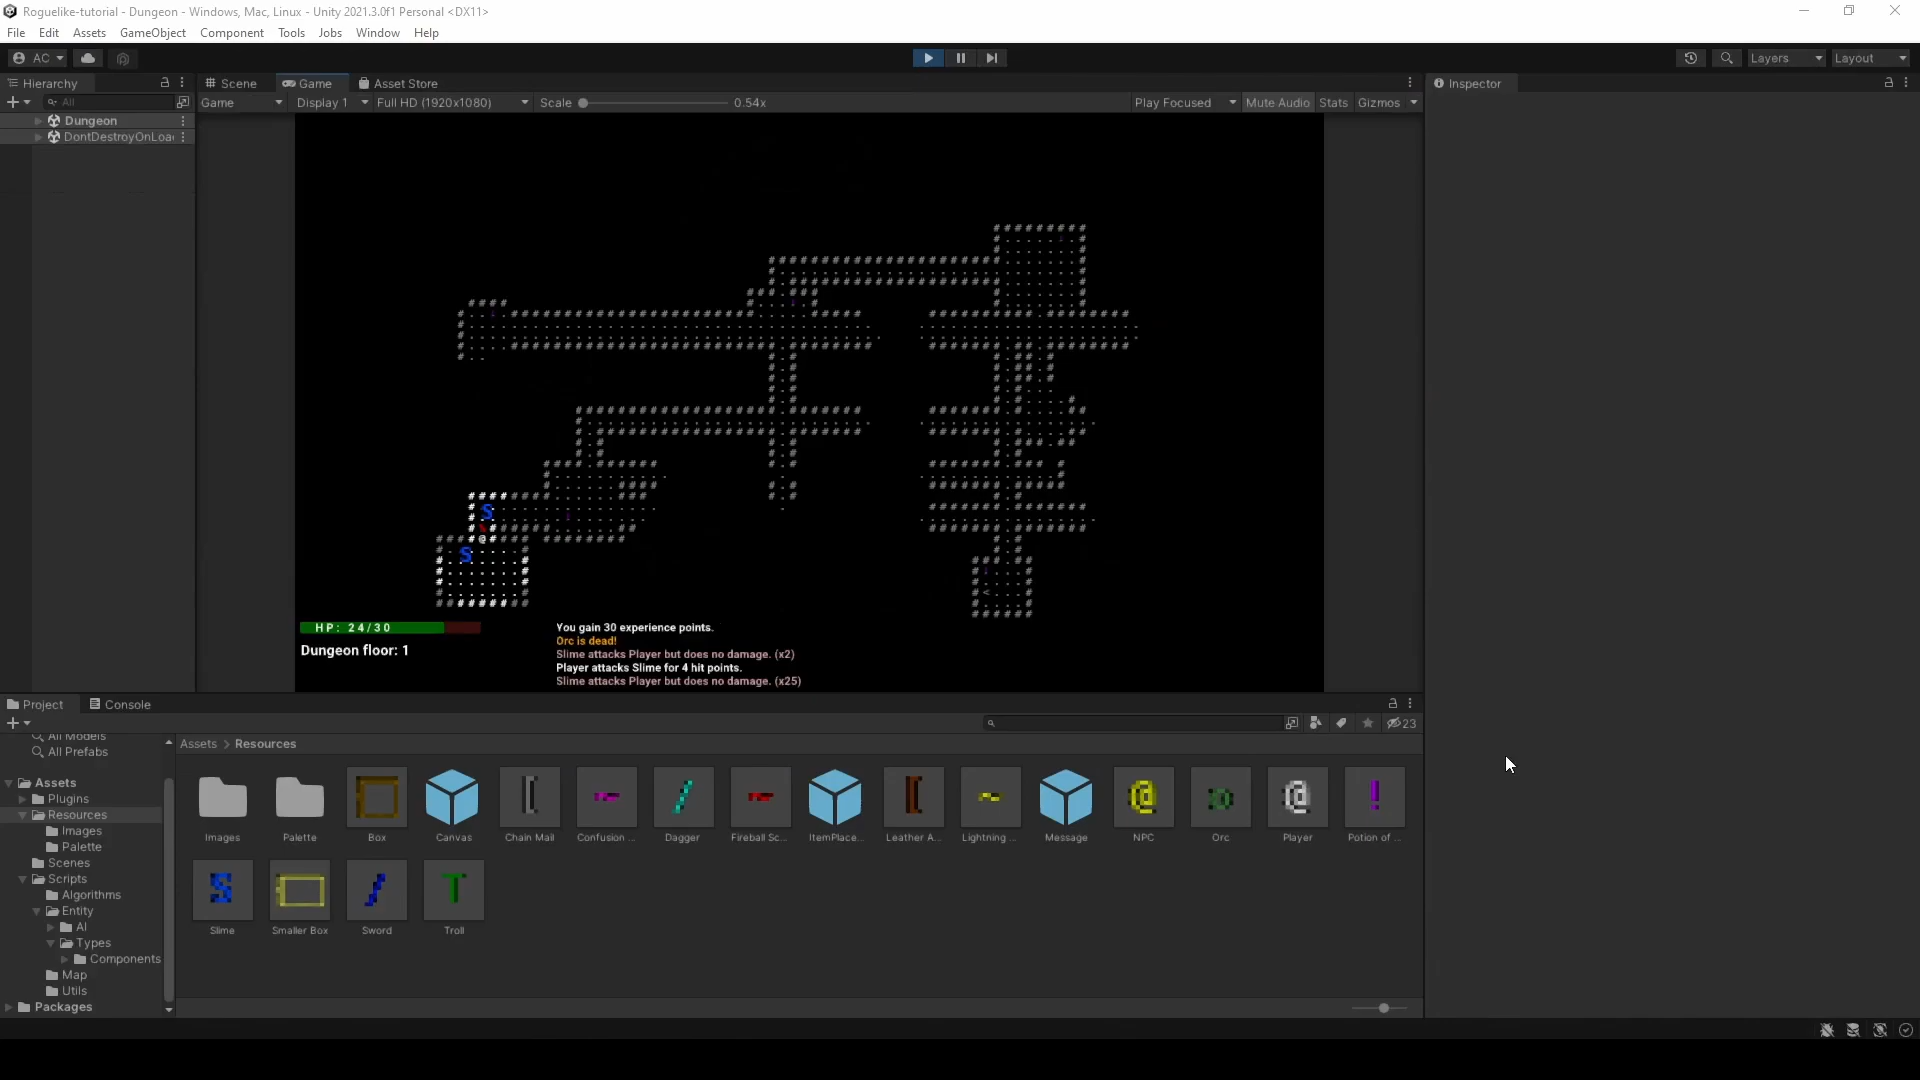 Roguelike-tutorial - Dungeon - Windows, Mac, Linux - Unity 2021.3.0f1 Personal <DX11>
File Edit Assets GameObject Component Tools Jobs Window Help
AC Layers Layout
Hierarchy Scene Game Asset Store Inspector
All Game Display 1 Full HD (1920x1080) Scale 0.54x Play Focused Mute Audio Stats Gizmos
Dungeon
DontDestroyOnLoa
HP: 24/30
Dungeon floor: 1
You gain 30 experience points.
Orc is dead!
Slime attacks Player but does no damage. (x2)
Player attacks Slime for 4 hit points.
Slime attacks Player but does no damage. (x25)
Project Console
23
All Models
All Prefabs
Assets
Plugins
Resources
Images
Palette
Scenes
Scripts
Algorithms
Entity
AI
Types
Components
Map
Utils
Packages
Assets > Resources
Images Palette Box Canvas Chain Mail Confusion ... Dagger Fireball Sc... ItemPlace... Leather A... Lightning ... Message NPC Orc Player Potion of ...
Slime Smaller Box Sword Troll